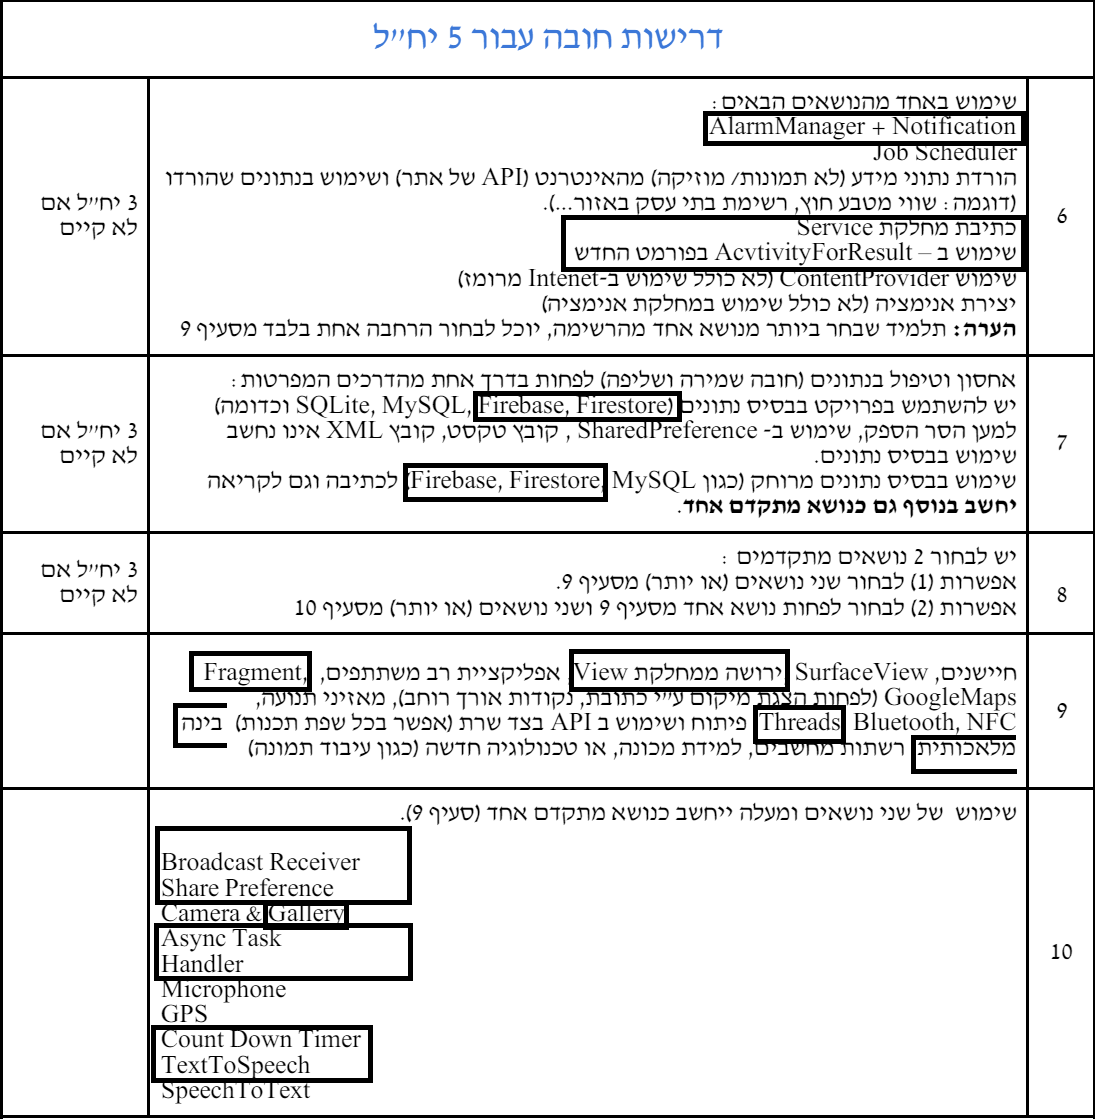 דרישות חובה עבור 5 יח״ל
6
שימוש באחד מהנושאים הבאים:
AlarmManager + Notification
Job Scheduler
הורדת נתוני מידע (לא תמונות/ מוזיקה) מהאינטרנט (API של אתר) ושימוש בנתונים שהורדו
(דוגמה: שווי מטבע חוץ, רשימת בתי עסק באזור...).
כתיבת מחלקת Service
שימוש ב – AcvtivityForResult בפורמט החדש
שימוש ContentProvider (לא כולל שימוש ב-Intenet מרומז)
יצירת אנימציה (לא כולל שימוש במחלקת אנימציה)
הערה: תלמיד שבחר ביותר מנושא אחד מהרשימה, יוכל לבחור הרחבה אחת בלבד מסעיף 9
3 יח״ל אם
לא קיים
7
אחסון וטיפול בנתונים (חובה שמירה ושליפה) לפחות בדרך אחת מהדרכים המפרטות:
יש להשתמש בפרויקט בבסיס נתונים (Firebase, Firestore, SQLite, MySQL וכדומה)
למען הסר הספק, שימוש ב- SharedPreference , קובץ טקסט, קובץ XML אינו נחשב
שימוש בבסיס נתונים.
שימוש בבסיס נתונים מרוחק (כגון Firebase, Firestore, MySQL) לכתיבה וגם לקריאה
יחשב בנוסף גם כנושא מתקדם אחד.
3 יח״ל אם
לא קיים
8
יש לבחור 2 נושאים מתקדמים :
אפשרות (1) לבחור שני נושאים (או יותר) מסעיף 9.
אפשרות (2) לבחור לפחות נושא אחד מסעיף 9 ושני נושאים (או יותר) מסעיף 10
3 יח״ל אם
לא קיים
9
חיישנים, SurfaceView, ירושה ממחלקת View, אפליקציית רב משתתפים, Fragment,
GoogleMaps (לפחות הצגת מיקום ע״י כתובת, נקודות אורך רוחב), מאזיני תנועה,
Bluetooth, NFC, Threads, פיתוח ושימוש ב API בצד שרת (אפשר בכל שפת תכנות) בינה
מלאכותית, רשתות מחשבים, למידת מכונה, או טכנולוגיה חדשה (כגון עיבוד תמונה)
10
שימוש של שני נושאים ומעלה ייחשב כנושא מתקדם אחד (סעיף 9).
Broadcast Receiver
Share Preference
Camera & Gallery
Async Task
Handler
Microphone
GPS
Count Down Timer
TextToSpeech
SpeechToText